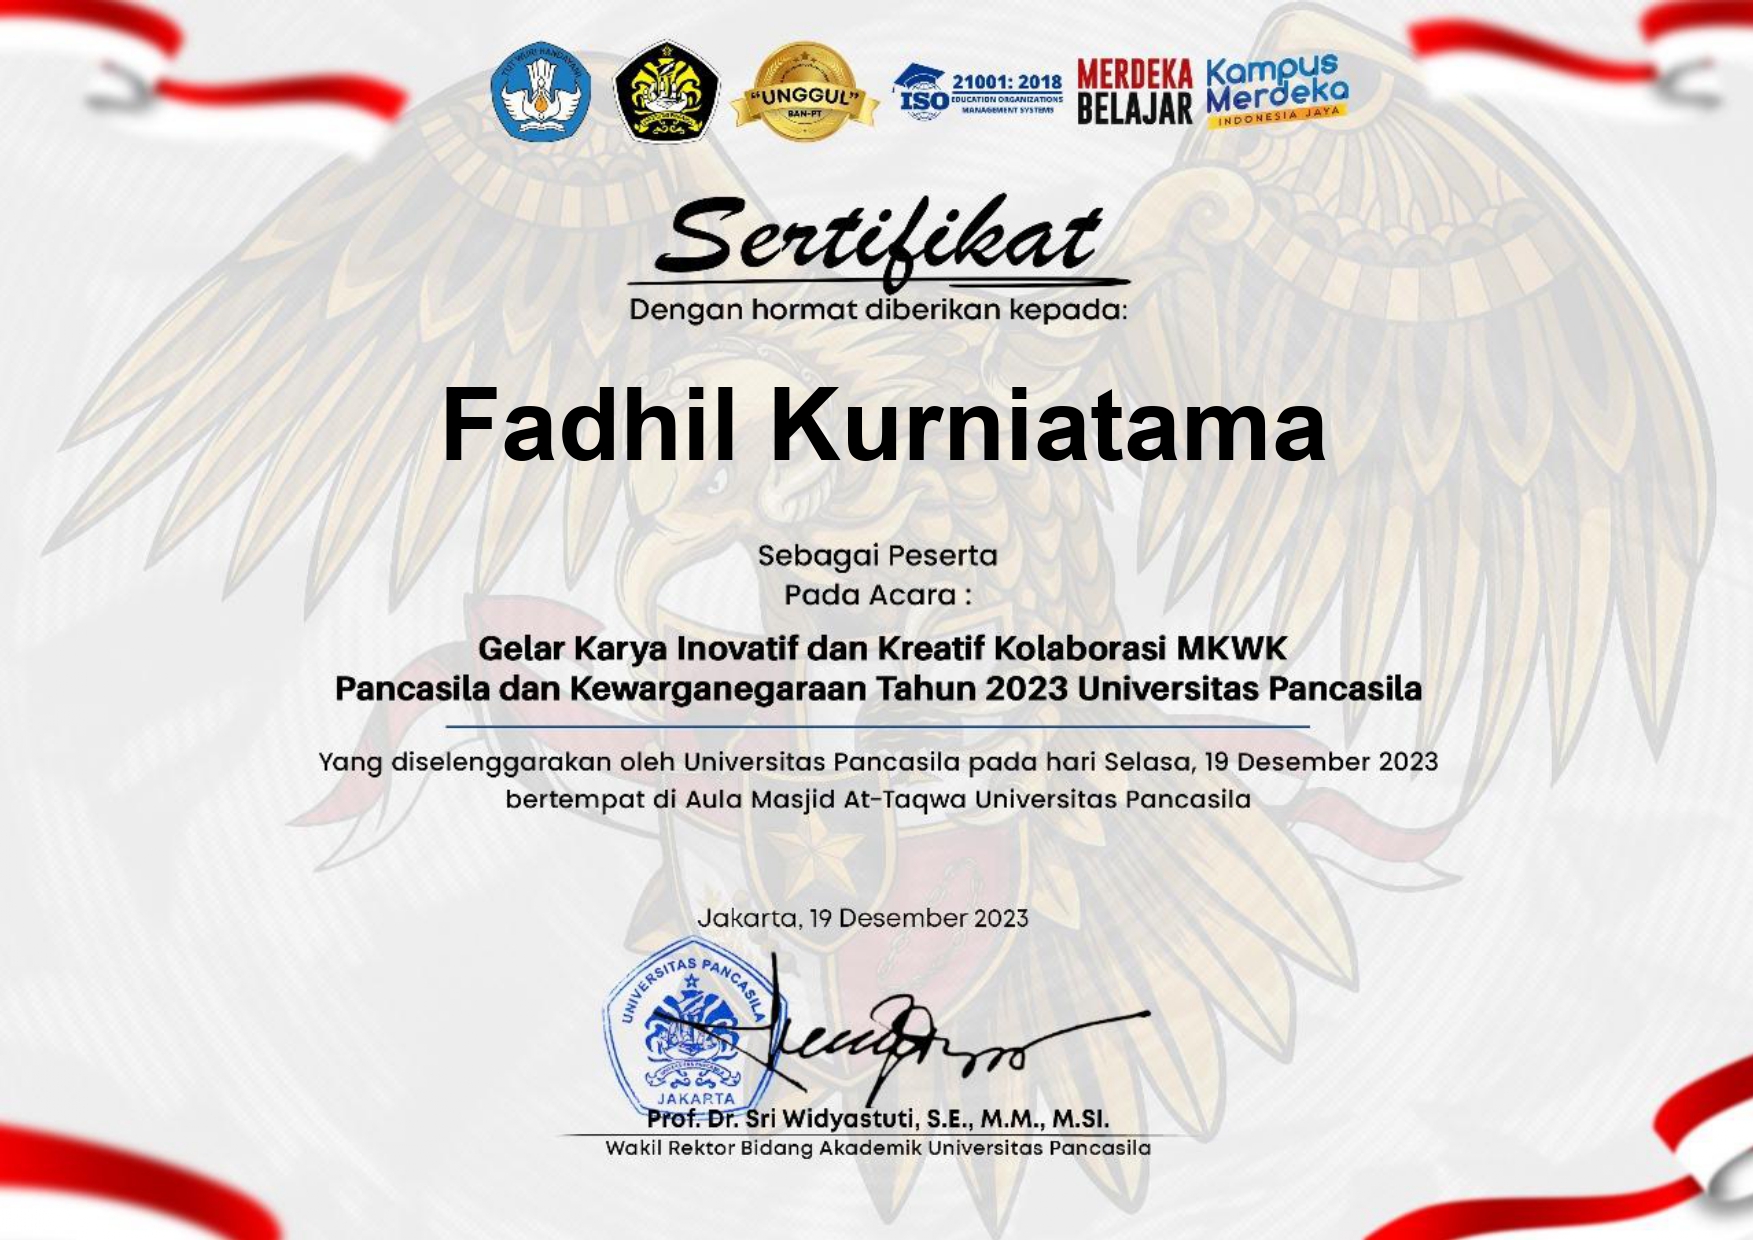 TUT WURI HANDAYANI
"UNGGUL"
BAN-PT
ISO 21001: 2018
EDUCATION ORGANIZATIONS
MANAGEMENT SYSTEMS
MERDEKA
BELAJAR
Kampus
Merdeka
INDONESIA JAYA
Sertifikat
Dengan hormat diberikan kepada:
Fadhil Kurniatama
Sebagai Peserta
Pada Acara :
Gelar Karya Inovatif dan Kreatif Kolaborasi MKWK
Pancasila dan Kewarganegaraan Tahun 2023 Universitas Pancasila
Yang diselenggarakan oleh Universitas Pancasila pada hari Selasa, 19 Desember 2023
bertempat di Aula Masjid At-Taqwa Universitas Pancasila
Jakarta, 19 Desember 2023
UNIVERSITAS PANCASILA
JAKARTA
Prof. Dr. Sri Widyastuti, S.E., M.M., M.SI.
Wakil Rektor Bidang Akademik Universitas Pancasila